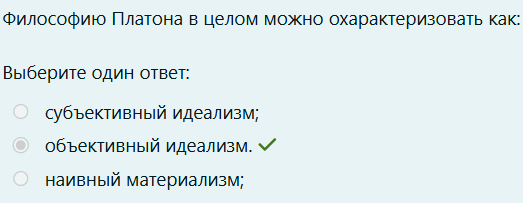 Философию Платона в целом можно охарактеризовать как:
Выберите один ответ:
субъективный идеализм;
объективный идеализм.
наивный материализм;